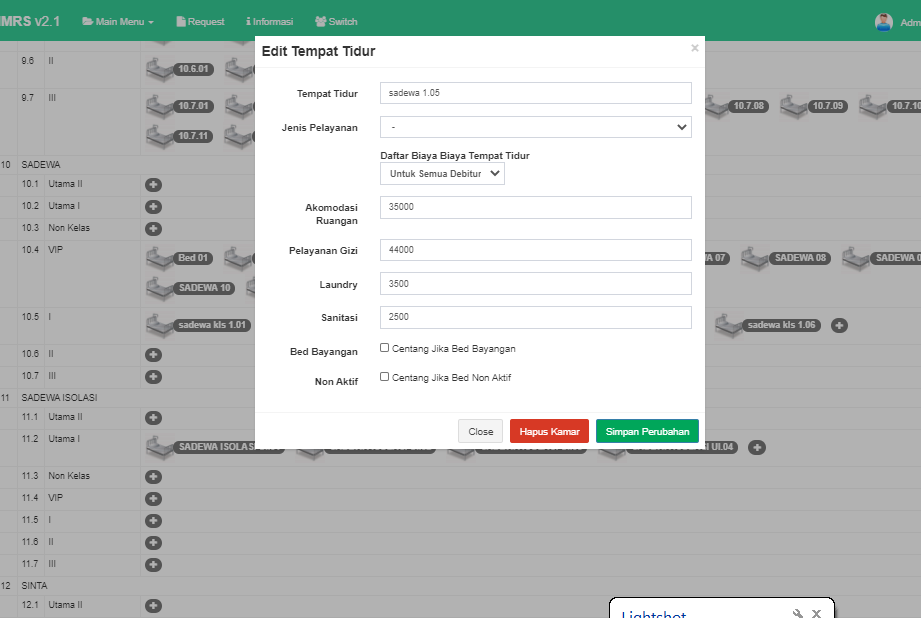 MRS v2.1 Main Menu Request Informasi Switch Adm
Edit Tempat Tidur ×
Tempat Tidur sadewa 1.05
Jenis Pelayanan -
Daftar Biaya Biaya Tempat Tidur
Untuk Semua Debitur
Akomodasi
Ruangan 35000
Pelayanan Gizi 44000
Laundry 3500
Sanitasi 2500
Bed Bayangan Centang Jika Bed Bayangan
Non Aktif Centang Jika Bed Non Aktif
Close Hapus Kamar Simpan Perubahan
9.6 II 10.6.01
9.7 III 10.7.01 10.7.08 10.7.09 10.7.10
10.7.11
10 SADEWA
10.1 Utama II
10.2 Utama I
10.3 Non Kelas
10.4 VIP Bed 01 07 SADEWA 08 SADEWA
SADEWA 10
10.5 I sadewa kls 1.01 sadewa kls 1.06
10.6 II
10.7 III
11 SADEWA ISOLASI
11.1 Utama II
11.2 Utama I SADEWA ISOLAS UI.04
11.3 Non Kelas
11.4 VIP
11.5 I
11.6 II
11.7 III
12 SINTA
12.1 Utama II
Lightshot